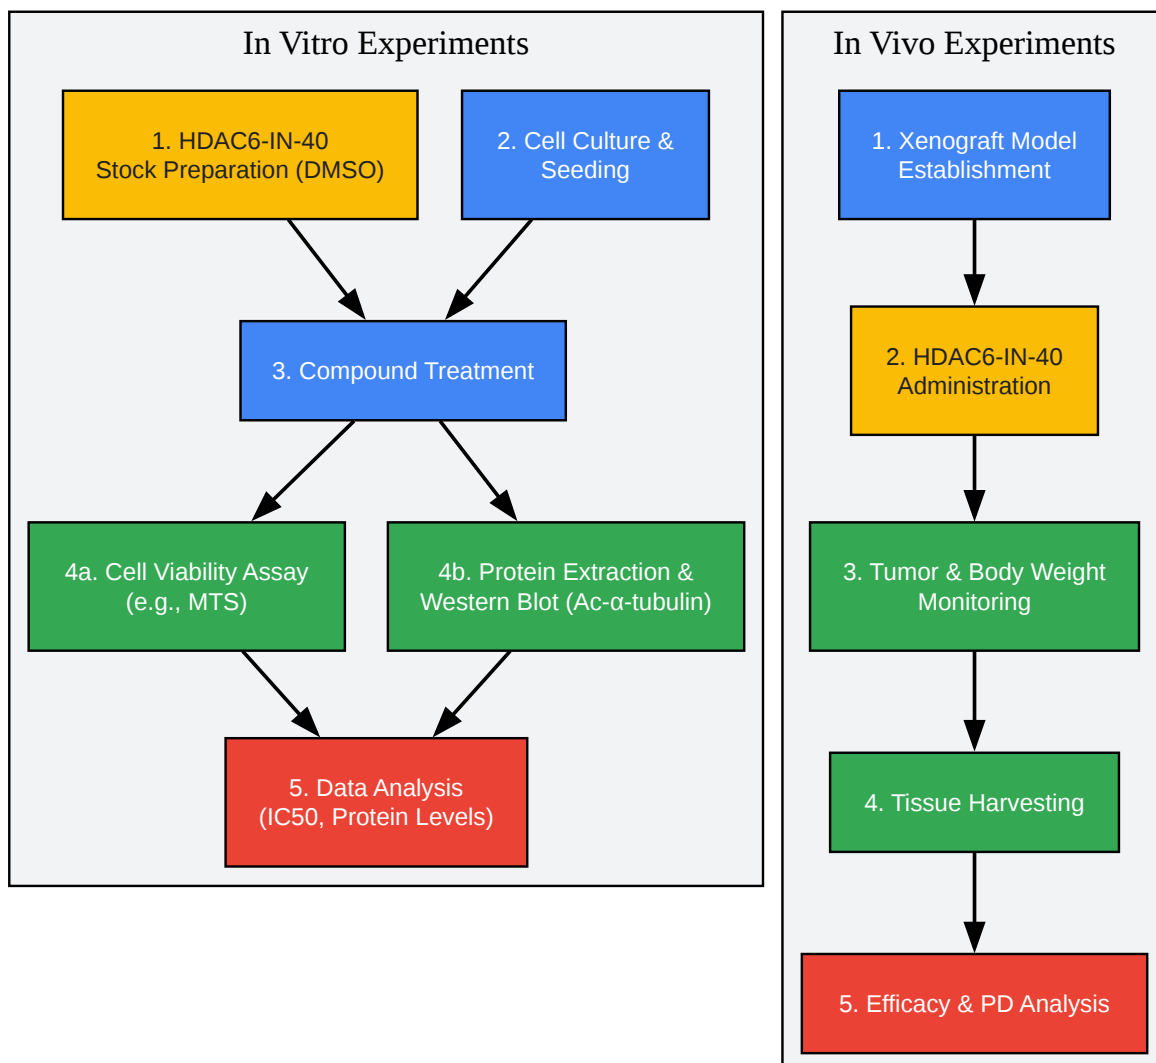 In Vitro Experiments
1. HDAC6-IN-40
Stock Preparation (DMSO)
2. Cell Culture &
Seeding
3. Compound Treatment
4a. Cell Viability Assay
(e.g., MTS)
4b. Protein Extraction &
Western Blot (Ac-α-tubulin)
5. Data Analysis
(IC50, Protein Levels)
In Vivo Experiments
1. Xenograft Model
Establishment
2. HDAC6-IN-40
Administration
3. Tumor & Body Weight
Monitoring
4. Tissue Harvesting
5. Efficacy & PD Analysis